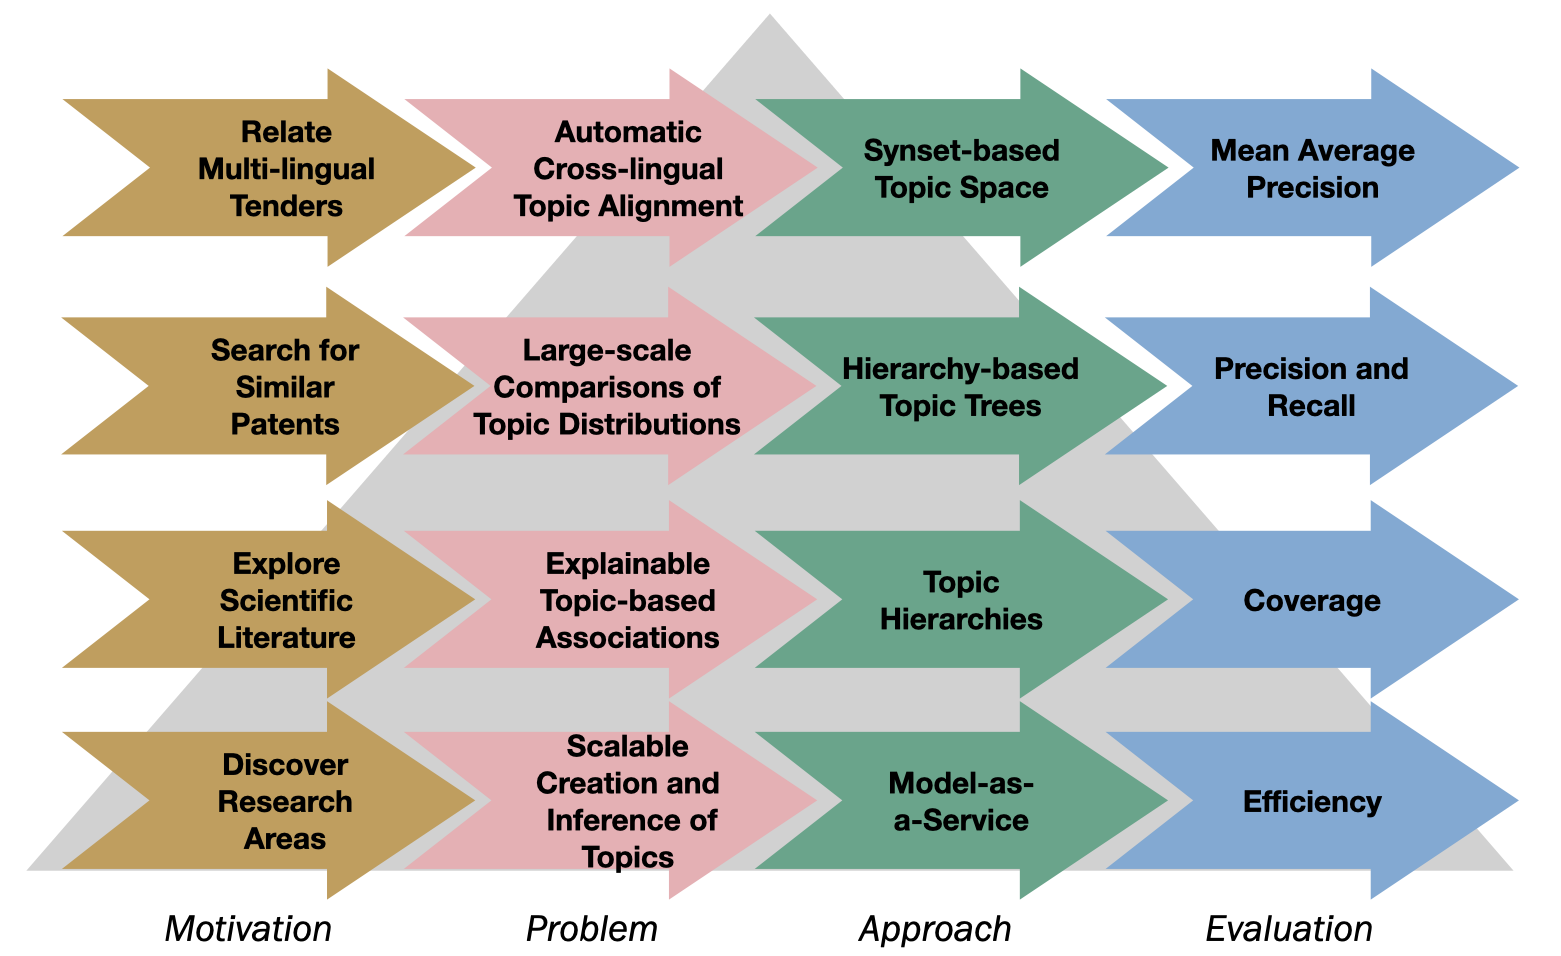 Relate
Multi-lingual
Tenders
Automatic
Cross-lingual
Topic Alignment
Synset-based
Topic Space
Mean Average
Precision
Search for
Similar
Patents
Large-scale
Comparisons of
Topic Distributions
Hierarchy-based
Topic Trees
Precision and
Recall
Explore
Scientific
Literature
Explainable
Topic-based
Associations
Topic
Hierarchies
Coverage
Discover
Research
Areas
Scalable
Creation and
Inference of
Topics
Model-as-
a-Service
Efficiency
Motivation
Problem
Approach
Evaluation